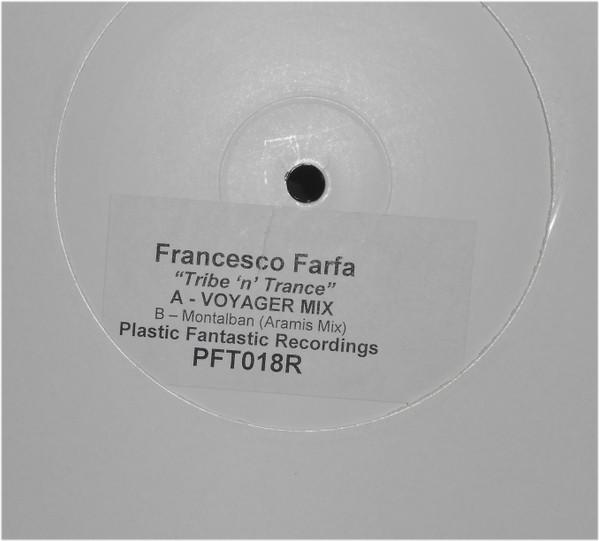 Francesco Farfa
“Tribe ‘n’ Trance”
A - VOYAGER MIX
B – Montalban (Aramis Mix)
Plastic Fantastic Recordings
PFT018R